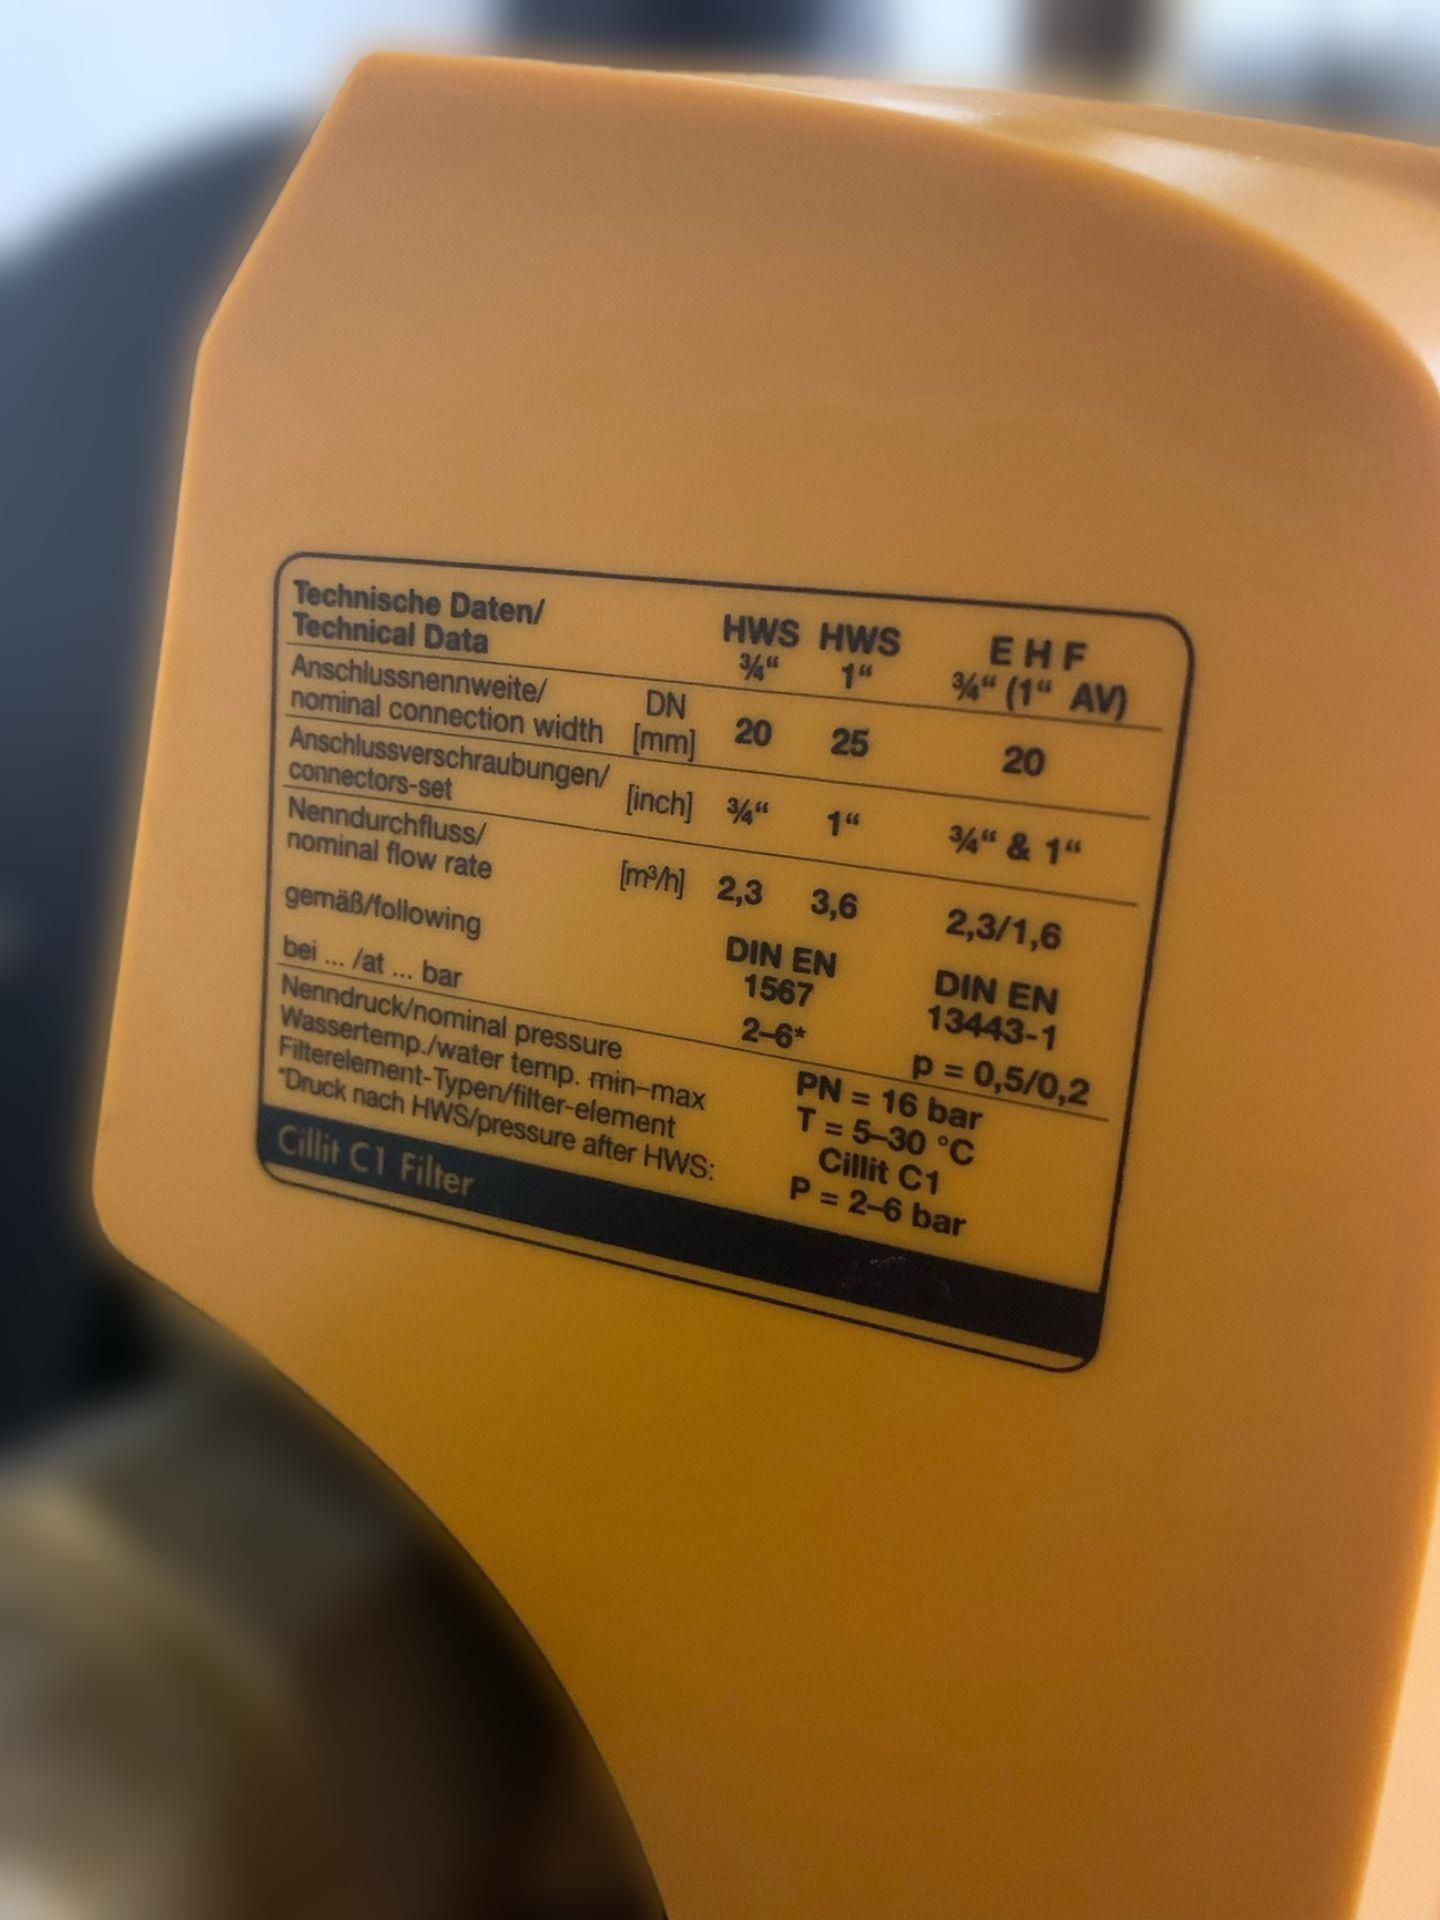 Technische Daten/
Technical Data
HWS HWS E H F
¾“ 1“ ¾“ (1“ AV)
Anschlussnennweite/
nominal connection width DN [mm] 20 25 20
Anschlussverschraubungen/
connectors-set [inch] ¾“ 1“ ¾“ & 1“
Nenndurchfluss/
nominal flow rate [m³/h] 2,3 3,6 2,3/1,6
gemäß/following DIN EN 1567 DIN EN 13443-1
bei ... /at ... bar 2–6* p = 0,5/0,2
Nenndruck/nominal pressure PN = 16 bar
Wassertemp./water temp. min–max T = 5–30 °C
Filterelement-Typen/filter-element Cillit C1
*Druck nach HWS/pressure after HWS: P = 2–6 bar
Cillit C1 Filter